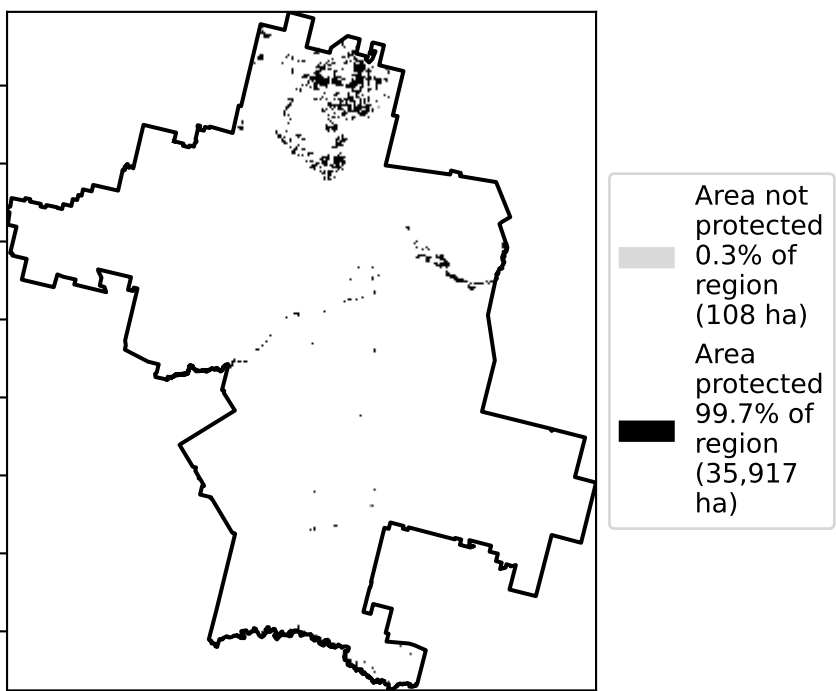 Area not
protected
0.3% of
region
(108 ha)
Area
protected
99.7% of
region
(35,917
ha)